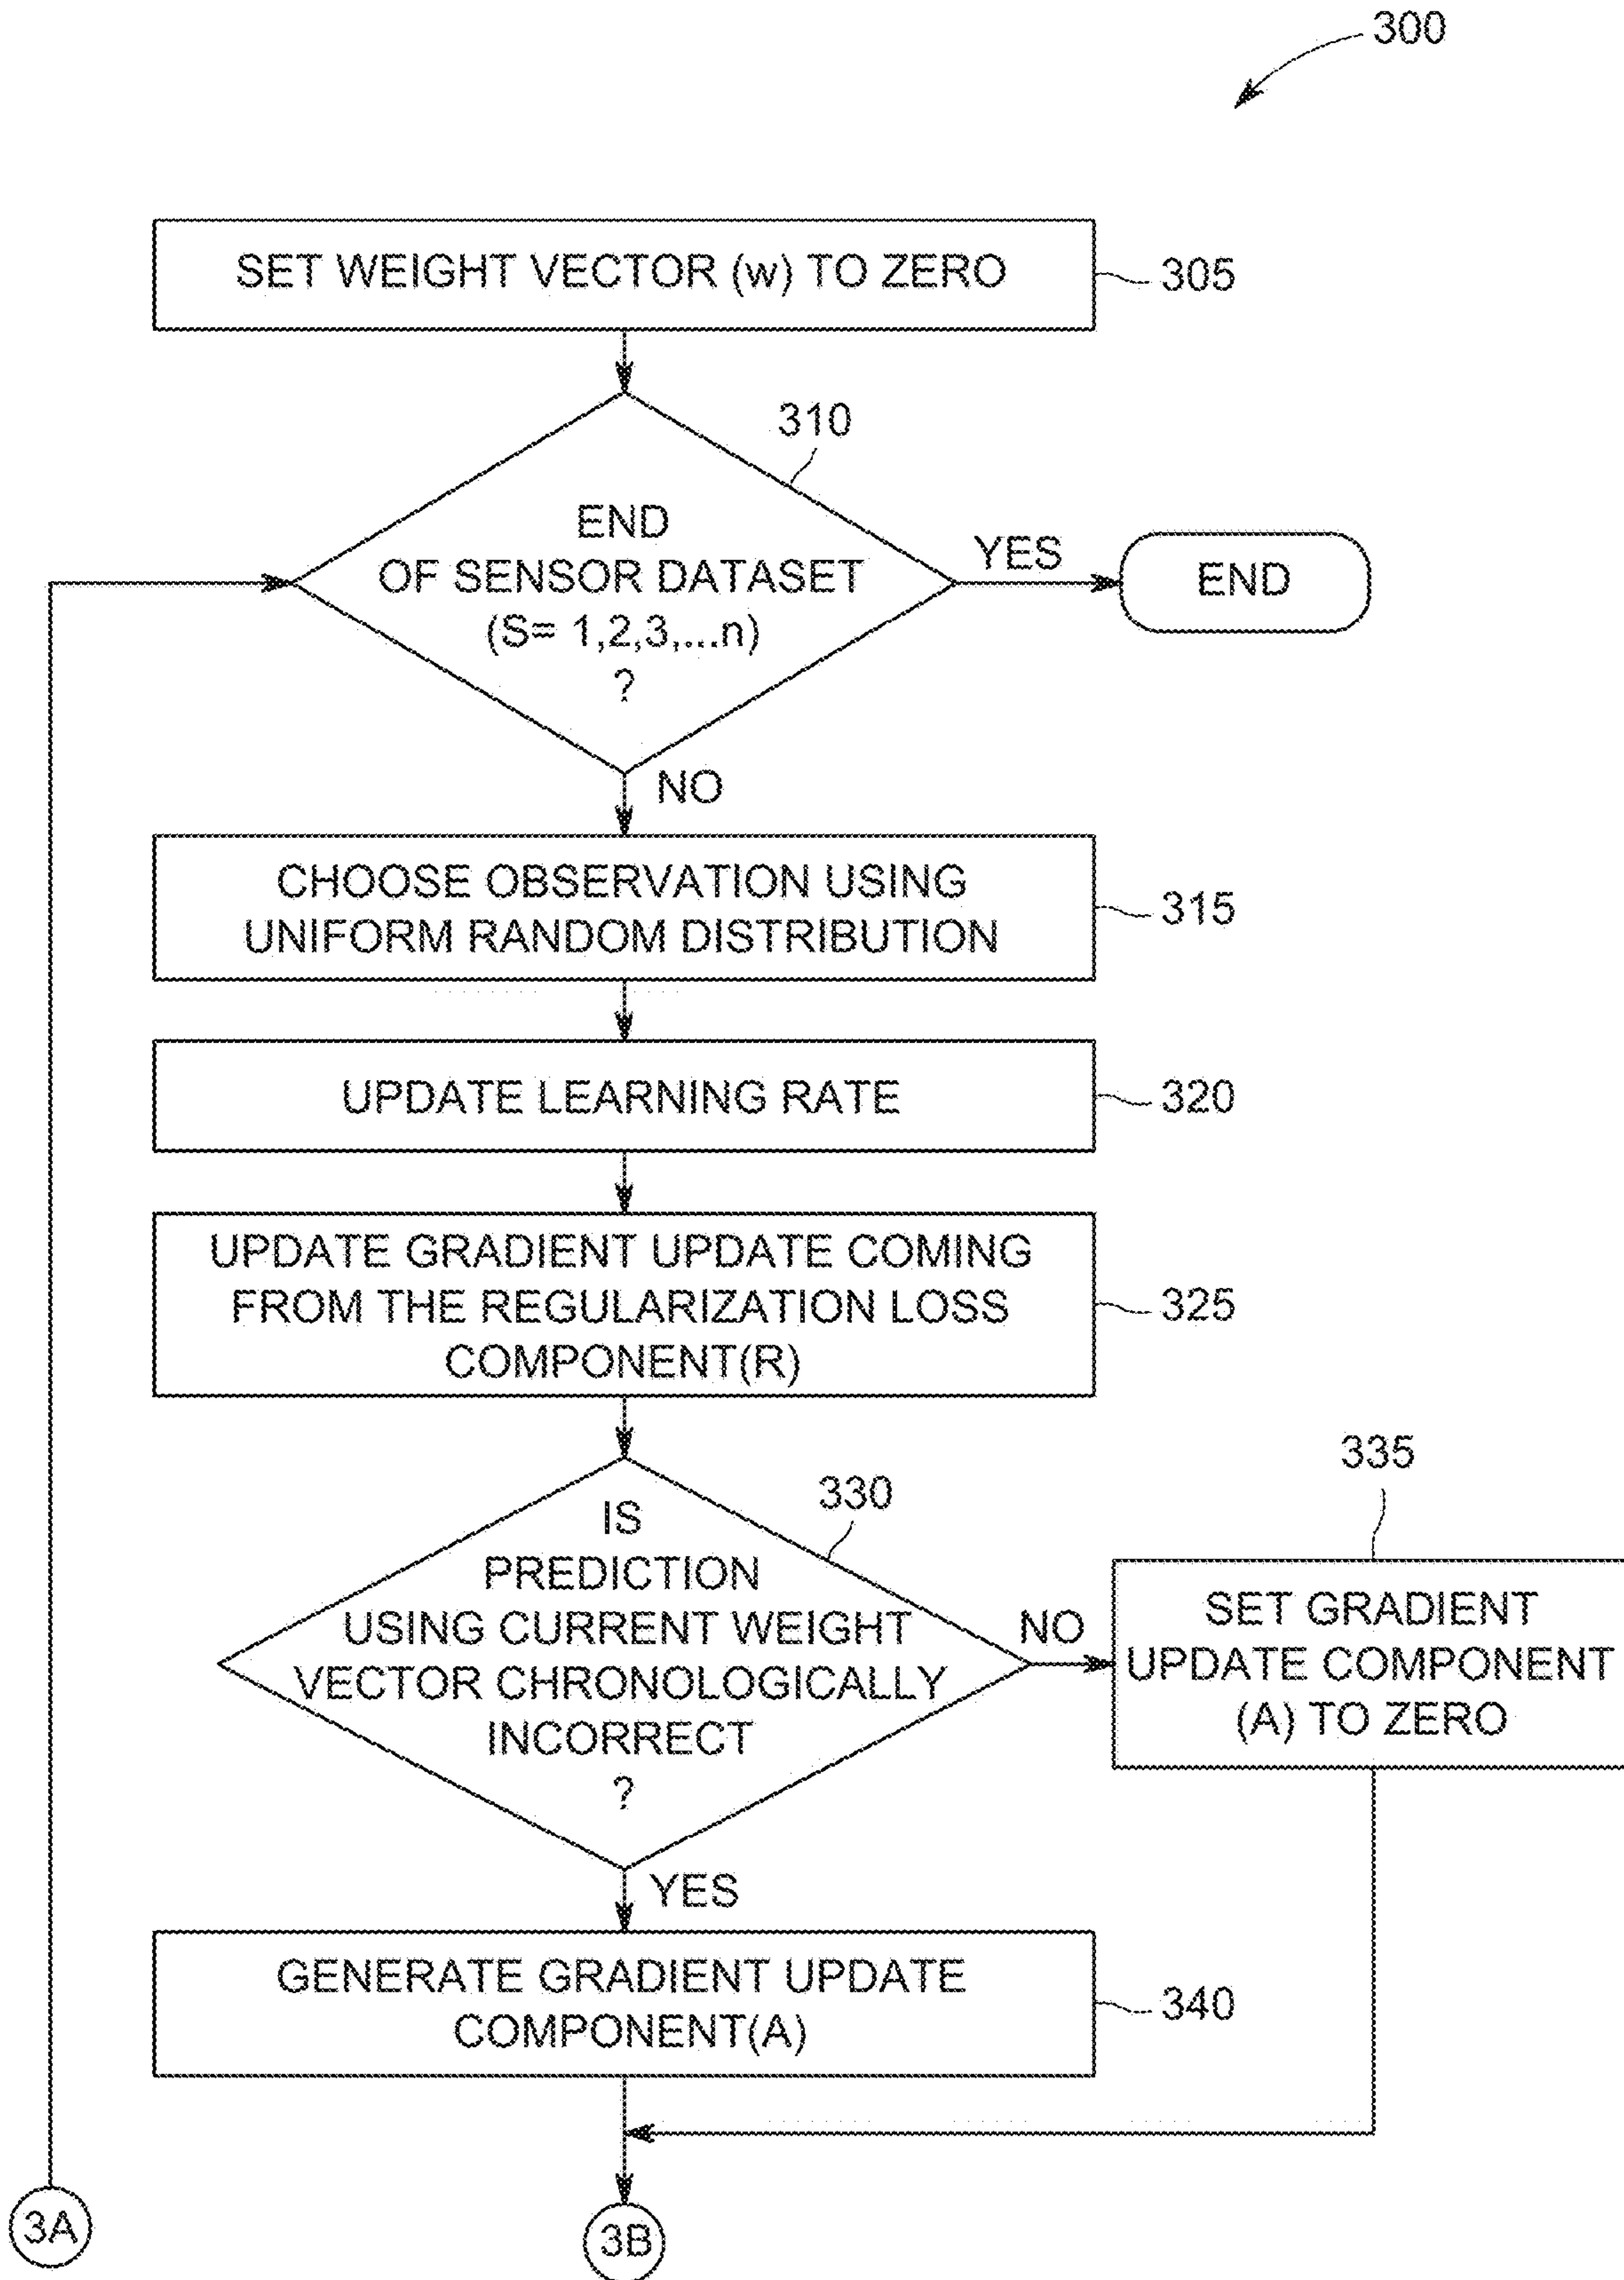 300
SET WEIGHT VECTOR (w) TO ZERO
305
310
END
OF SENSOR DATASET
(S= 1,2,3,...n)
?
YES
END
NO
CHOOSE OBSERVATION USING
UNIFORM RANDOM DISTRIBUTION
315
UPDATE LEARNING RATE
320
UPDATE GRADIENT UPDATE COMING
FROM THE REGULARIZATION LOSS
COMPONENT(R)
325
330
IS
PREDICTION
USING CURRENT WEIGHT
VECTOR CHRONOLOGICALLY
INCORRECT
?
NO
335
SET GRADIENT
UPDATE COMPONENT
(A) TO ZERO
YES
GENERATE GRADIENT UPDATE
COMPONENT(A)
340
3A
3B